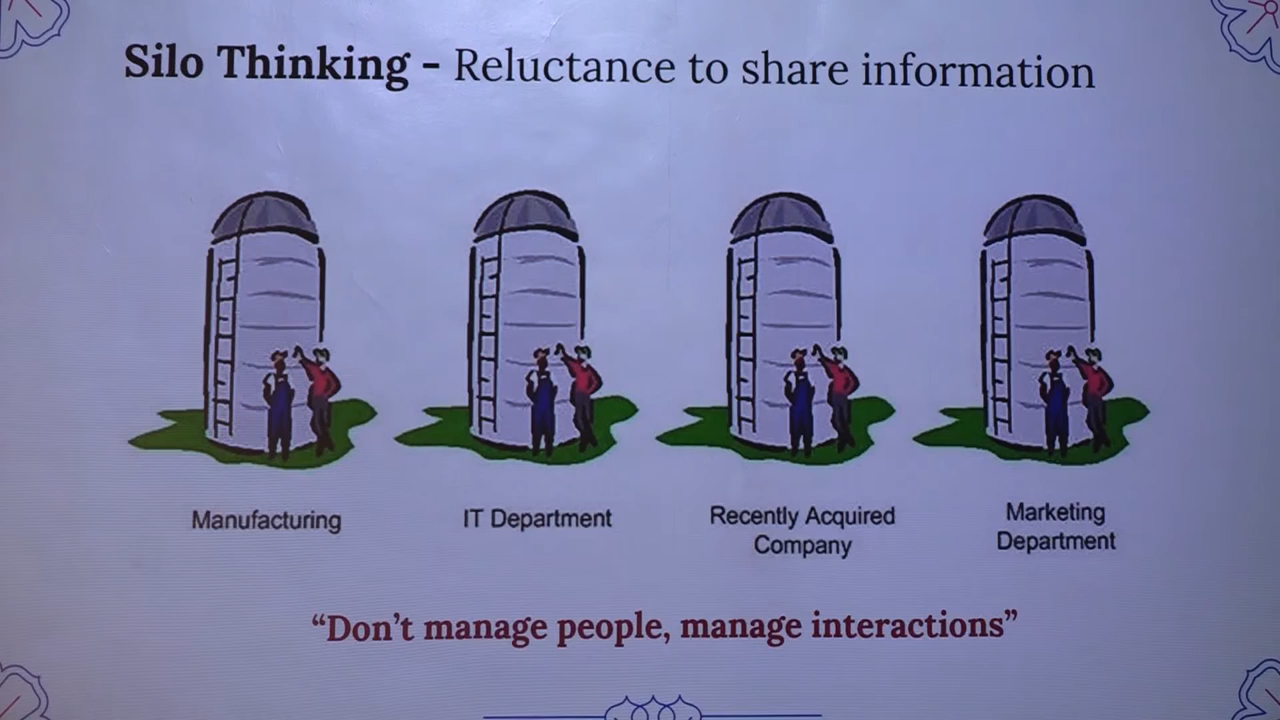 Silo Thinking - Reluctance to share information
Manufacturing
IT Department
Recently Acquired
Company
Marketing
Department
“Don’t manage people, manage interactions”